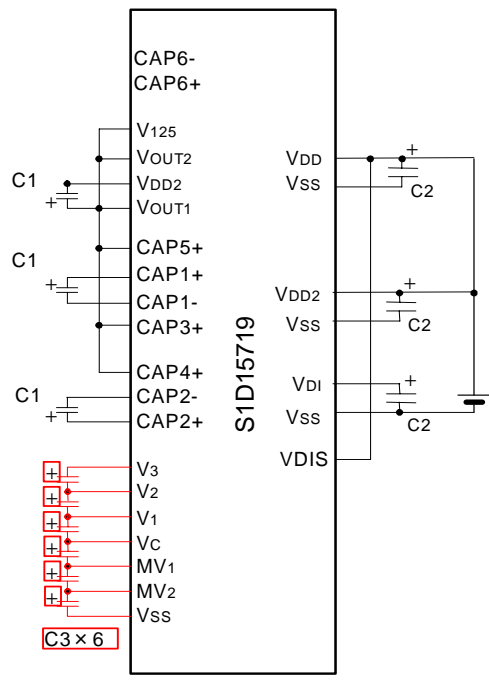 CAP6-
CAP6+
V125
VOUT2
VDD2
VOUT1
C1
+
CAP5+
CAP1+
CAP1-
CAP3+
C1
+
CAP4+
CAP2-
CAP2+
C1
+
V3
V2
V1
VC
MV1
MV2
VSS
+
+
+
+
+
+
C3×6
S1D15719
VDD
VSS
+
C2
VDD2
VSS
+
C2
VDI
VSS
+
C2
VDIS